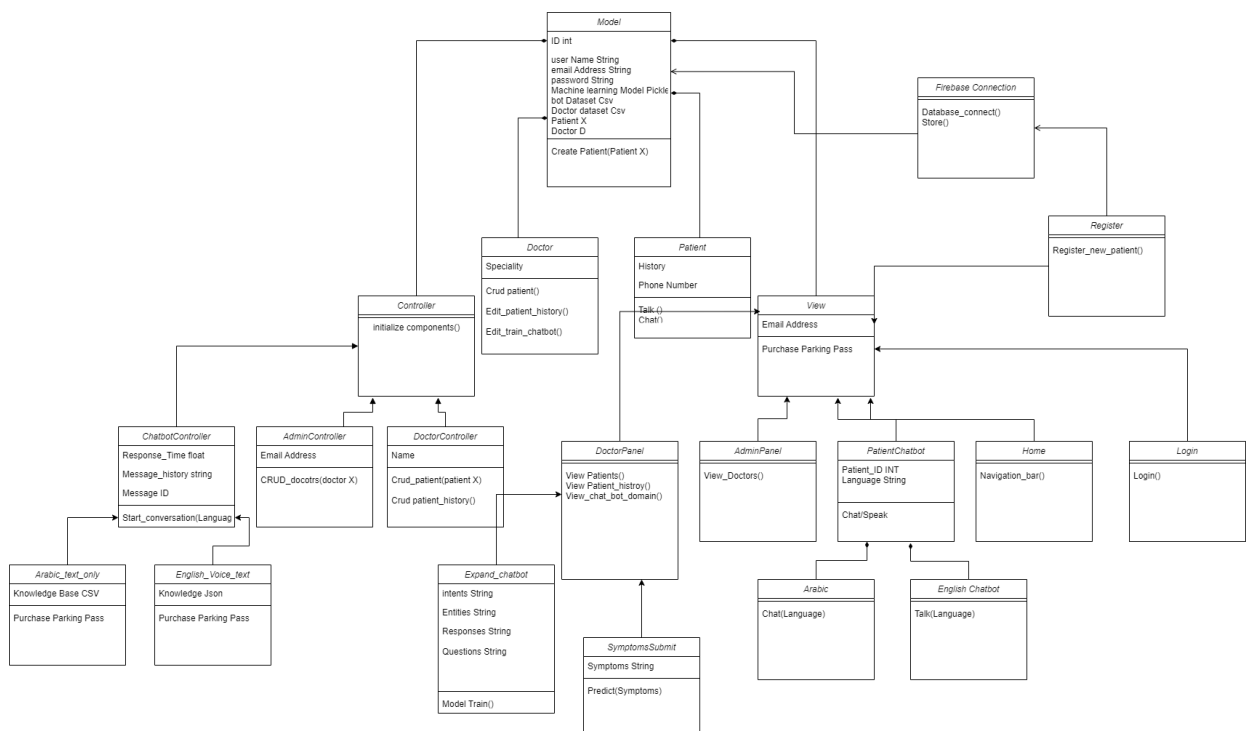 Model
ID int
user Name String
email Address String
password String
Machine learning Model Pickle
bot Dataset Csv
Doctor dataset Csv
Patient X
Doctor D
Create Patient(Patient X)
Firebase Connection
Database_connect()
Store()
Register
Register_new_patient()
Doctor
Speciality
Crud patient()
Edit_patient_history()
Edit_train_chatbot()
Patient
History
Phone Number
Talk ()
Chat()
Controller
initialize components()
View
Email Address
Purchase Parking Pass
ChatbotController
Response_Time float
Message_history string
Message ID
Start_conversation(Languag
AdminController
Email Address
CRUD_docotrs(doctor X)
DoctorController
Name
Crud_patient(patient X)
Crud patient_history()
DoctorPanel
View Patients()
View Patient_histroy()
View_chat_bot_domain()
AdminPanel
View_Doctors()
PatientChatbot
Patient_ID INT
Language String
Chat/Speak
Home
Navigation_bar()
Login
Login()
Arabic_text_only
Knowledge Base CSV
Purchase Parking Pass
English_Voice_text
Knowledge Json
Purchase Parking Pass
Expand_chatbot
intents String
Entities String
Responses String
Questions String
Model Train()
SymptomsSubmit
Symptoms String
Predict(Symptoms)
Arabic
Chat(Language)
English Chatbot
Talk(Language)